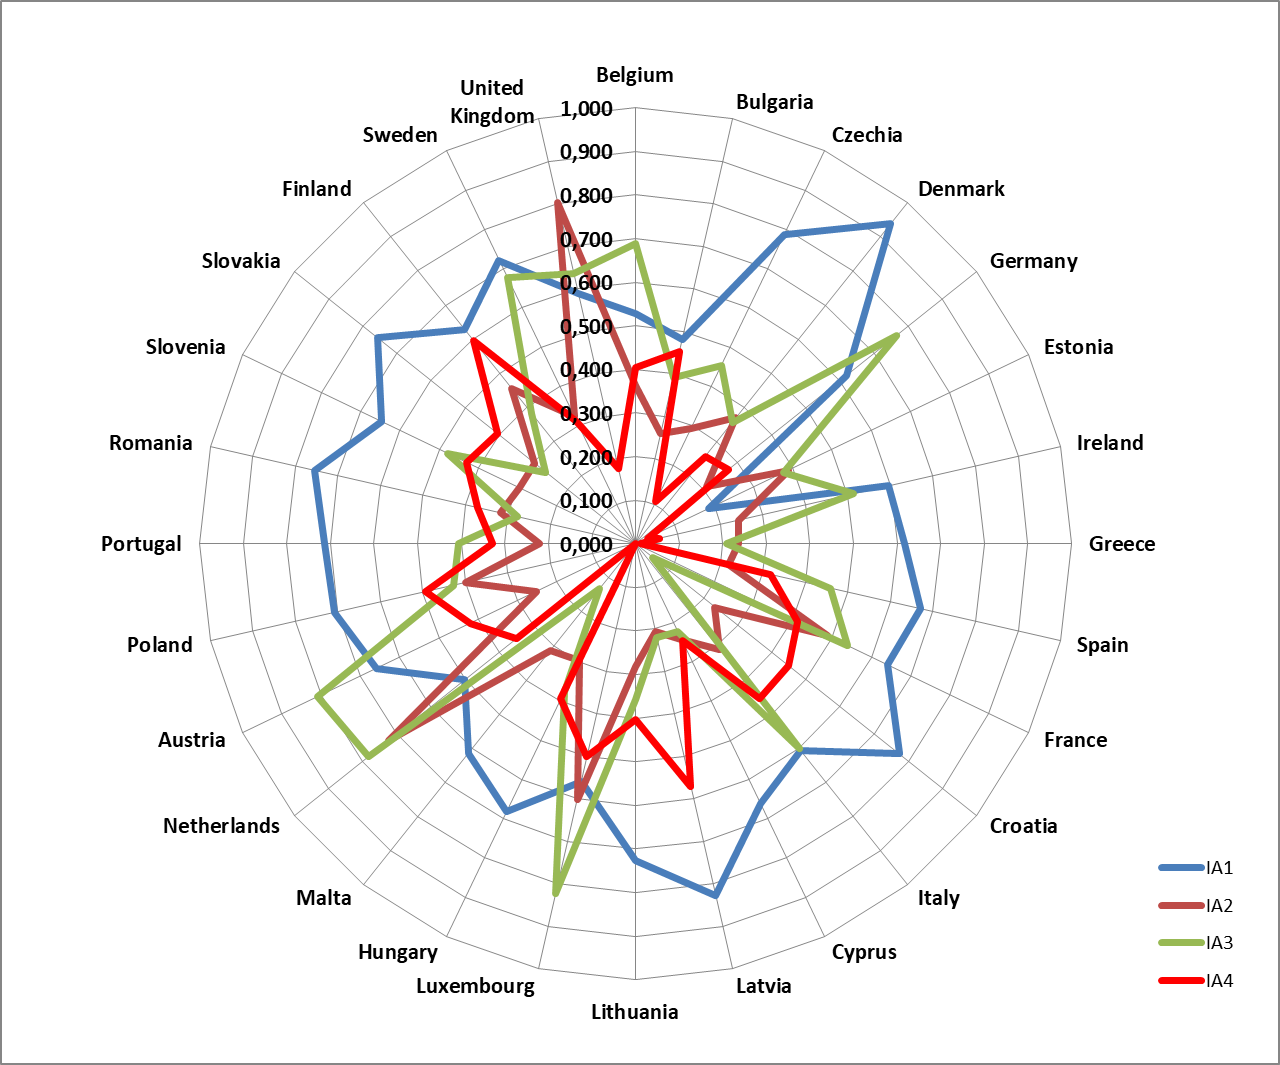 Belgium
Bulgaria
Czechia
Denmark
Germany
Estonia
Ireland
Greece
Spain
France
Croatia
Italy
Cyprus
Latvia
Lithuania
Luxembourg
Hungary
Malta
Netherlands
Austria
Poland
Portugal
Romania
Slovenia
Slovakia
Finland
Sweden
United
Kingdom
1,000
0,900
0,800
0,700
0,600
0,500
0,400
0,300
0,200
0,100
0,000
IA1
IA2
IA3
IA4